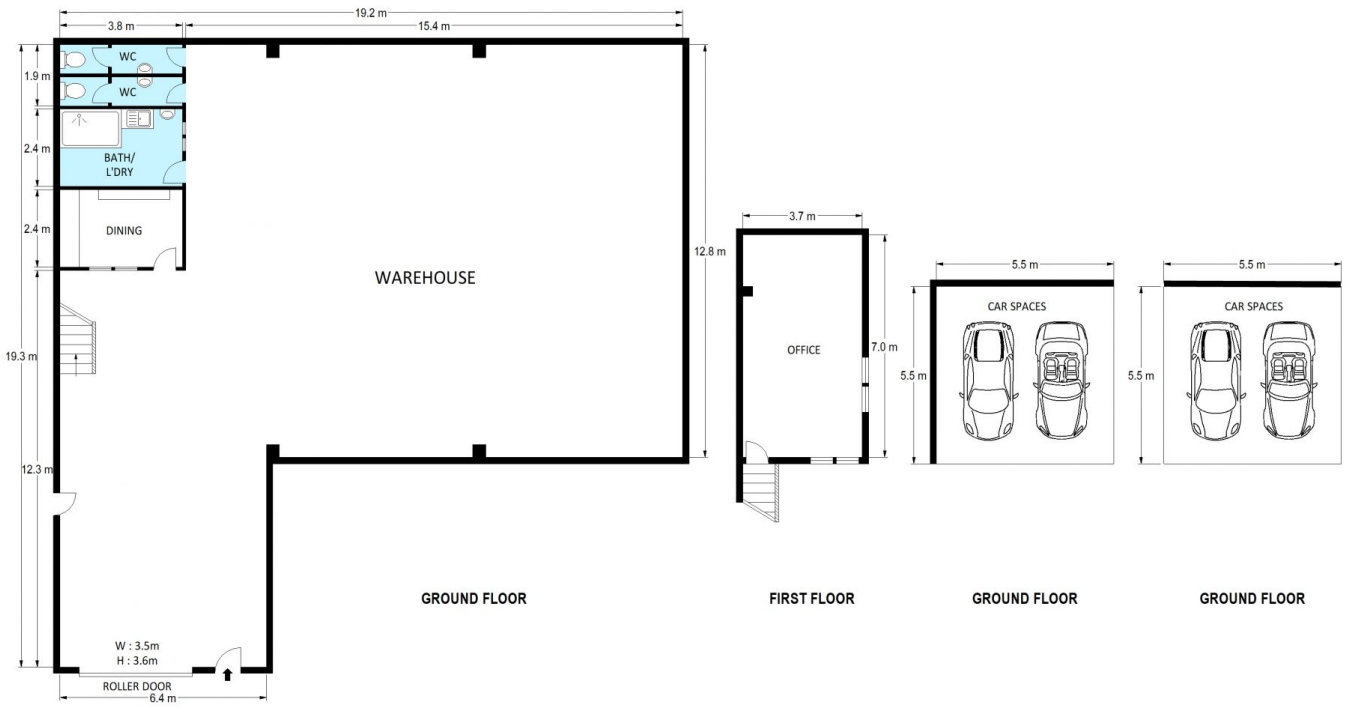 19.2 m
3.8 m
15.4 m
WC
1.9 m
WC
BATH/
L'DRY
2.4 m
DINING
2.4 m
WAREHOUSE
12.8 m
19.3 m
12.3 m
W : 3.5m
H : 3.6m
ROLLER DOOR
6.4 m
GROUND FLOOR
3.7 m
OFFICE
7.0 m
FIRST FLOOR
5.5 m
CAR SPACES
5.5 m
GROUND FLOOR
5.5 m
CAR SPACES
5.5 m
GROUND FLOOR